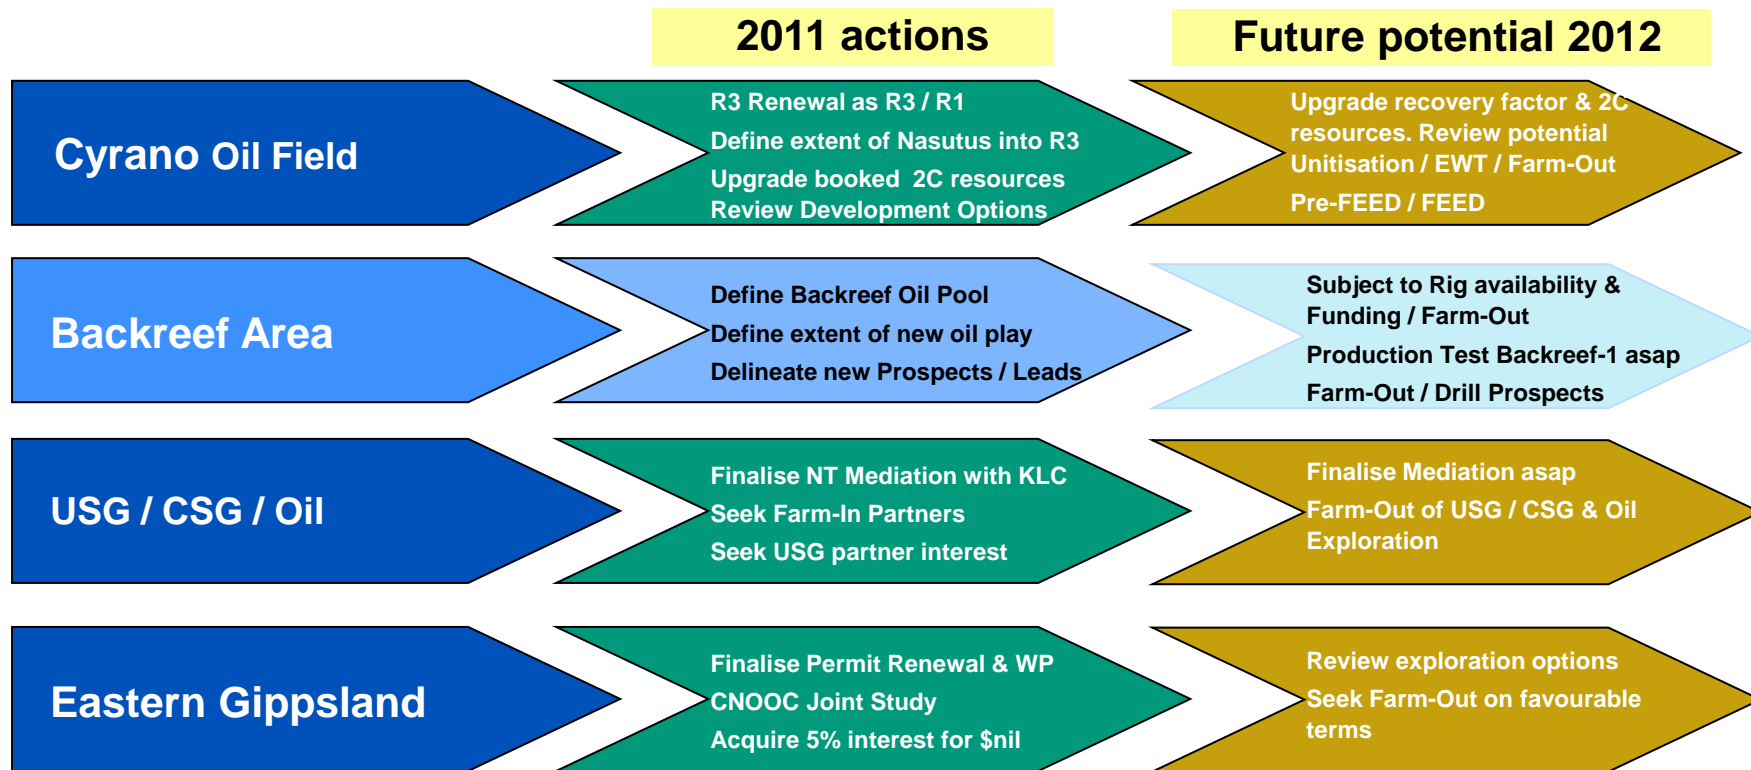 2011 actions
Future potential 2012
Cyrano Oil Field
R3 Renewal as R3 / R1
Define extent of Nasutus into R3
Upgrade booked 2C resources
Review Development Options
Upgrade recovery factor & 2C
resources. Review potential
Unitisation / EWT / Farm-Out
Pre-FEED / FEED
Backreef Area
Define Backreef Oil Pool
Define extent of new oil play
Delineate new Prospects / Leads
Subject to Rig availability &
Funding / Farm-Out
Production Test Backreef-1 asap
Farm-Out / Drill Prospects
USG / CSG / Oil
Finalise NT Mediation with KLC
Seek Farm-In Partners
Seek USG partner interest
Finalise Mediation asap
Farm-Out of USG / CSG & Oil
Exploration
Eastern Gippsland
Finalise Permit Renewal & WP
CNOOC Joint Study
Acquire 5% interest for $nil
Review exploration options
Seek Farm-Out on favourable
terms